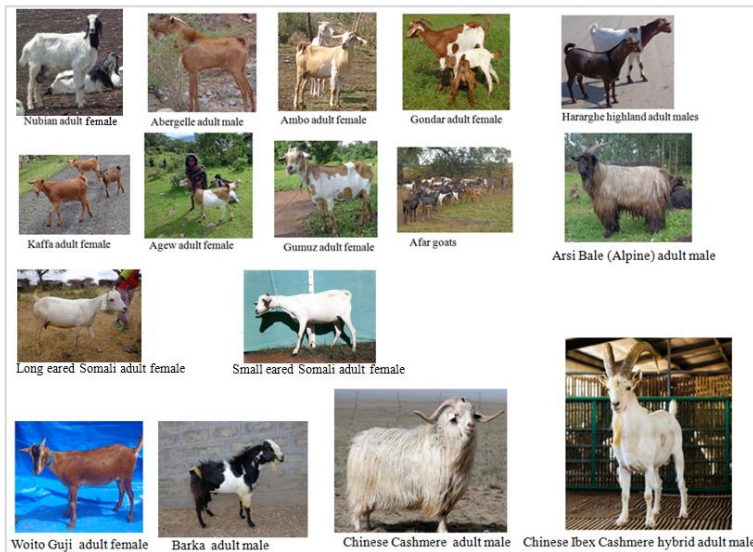 Nubian adult female
Abergelle adult male
Ambo adult female
Gondar adult female
Hararghe highland adult males
Kaffa adult female
Agew adult female
Gumuz adult female
Afar goats
Arsi Bale (Alpine) adult male
Long eared Somali adult female
Small eared Somali adult female
Woito Guji adult female
Barka adult male
Chinese Cashmere adult male
Chinese Ibex Cashmere hybrid adult male